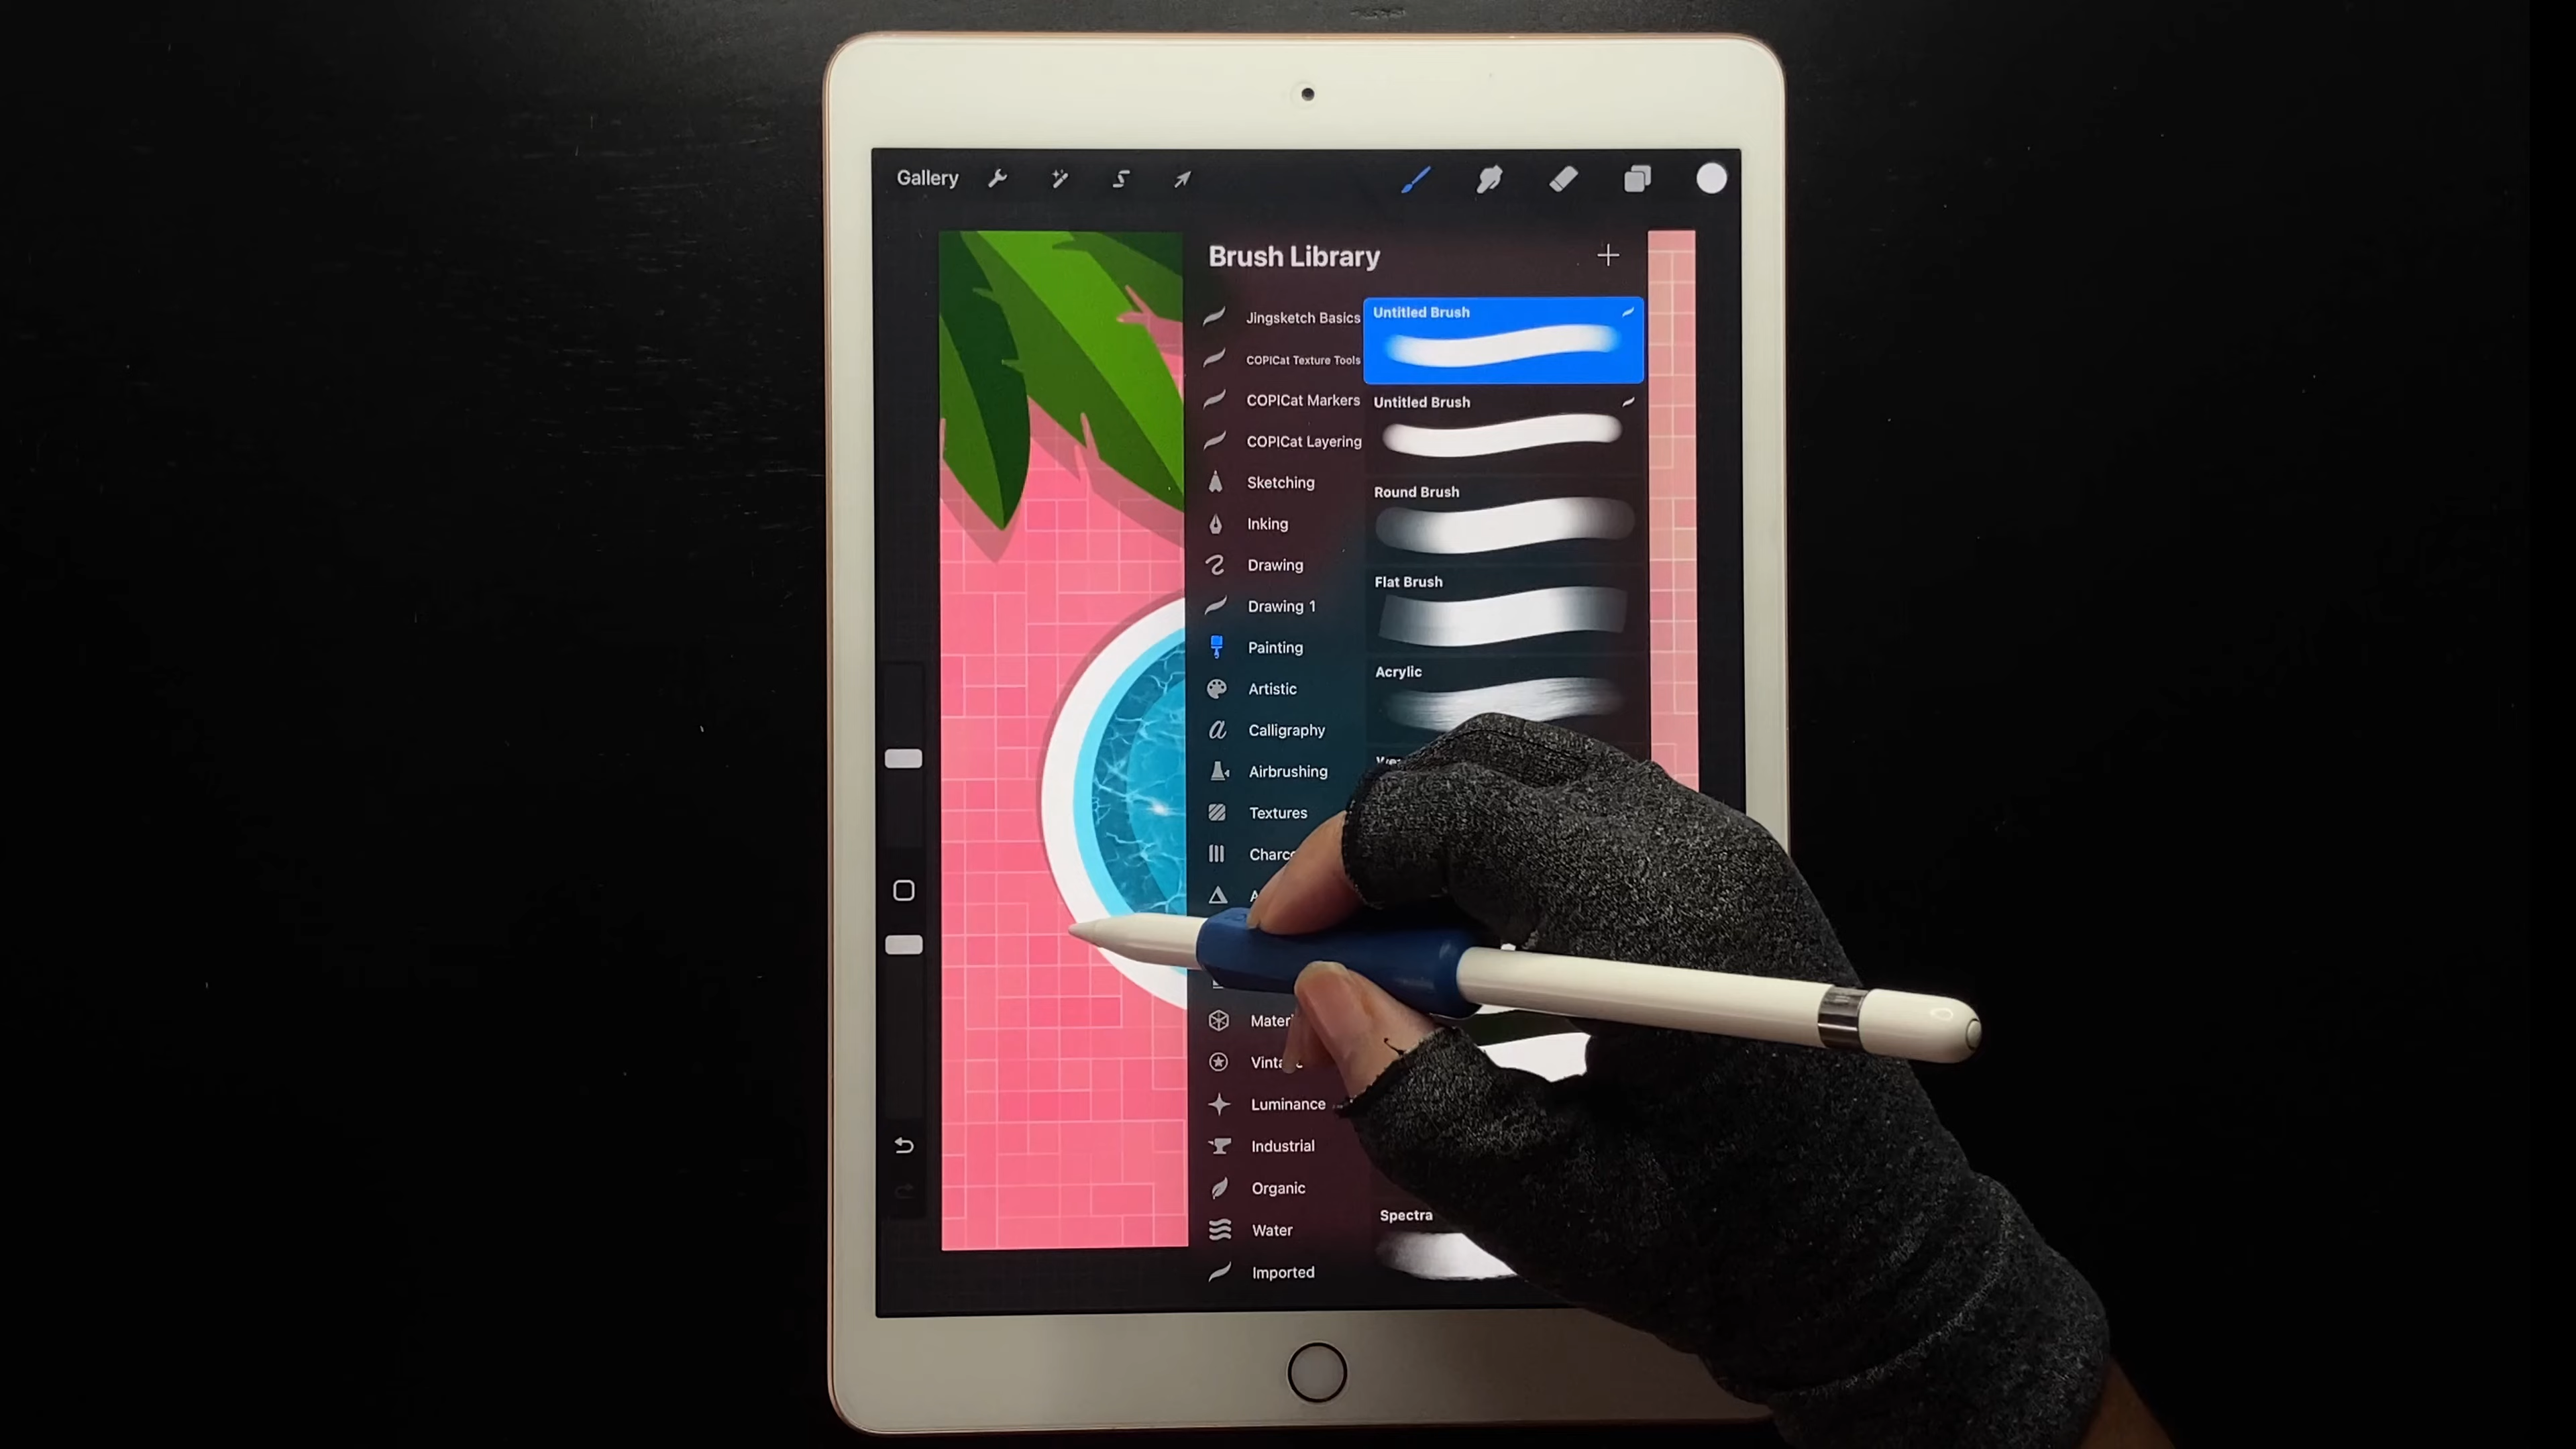 Gallery
Brush Library
Jingsketch Basics
COPICat Texture Tools
COPICat Markers
COPICat Layering
Sketching
Inking
Drawing
Drawing 1
Painting
Artistic
Calligraphy
Airbrushing
Textures
Luminance
Industrial
Organic
Water
Imported
Untitled Brush
Untitled Brush
Round Brush
Flat Brush
Acrylic
Spectra